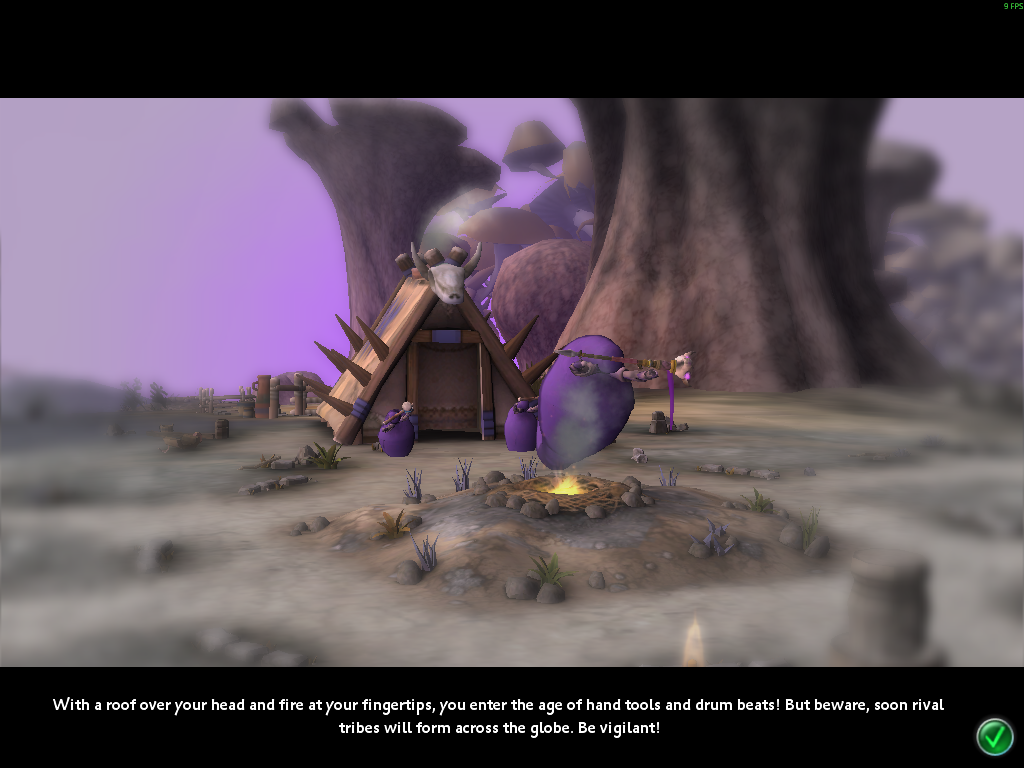 9 FPS
With a roof over your head and fire at your fingertips, you enter the age of hand tools and drum beats! But beware, soon rival
tribes will form across the globe. Be vigilant!